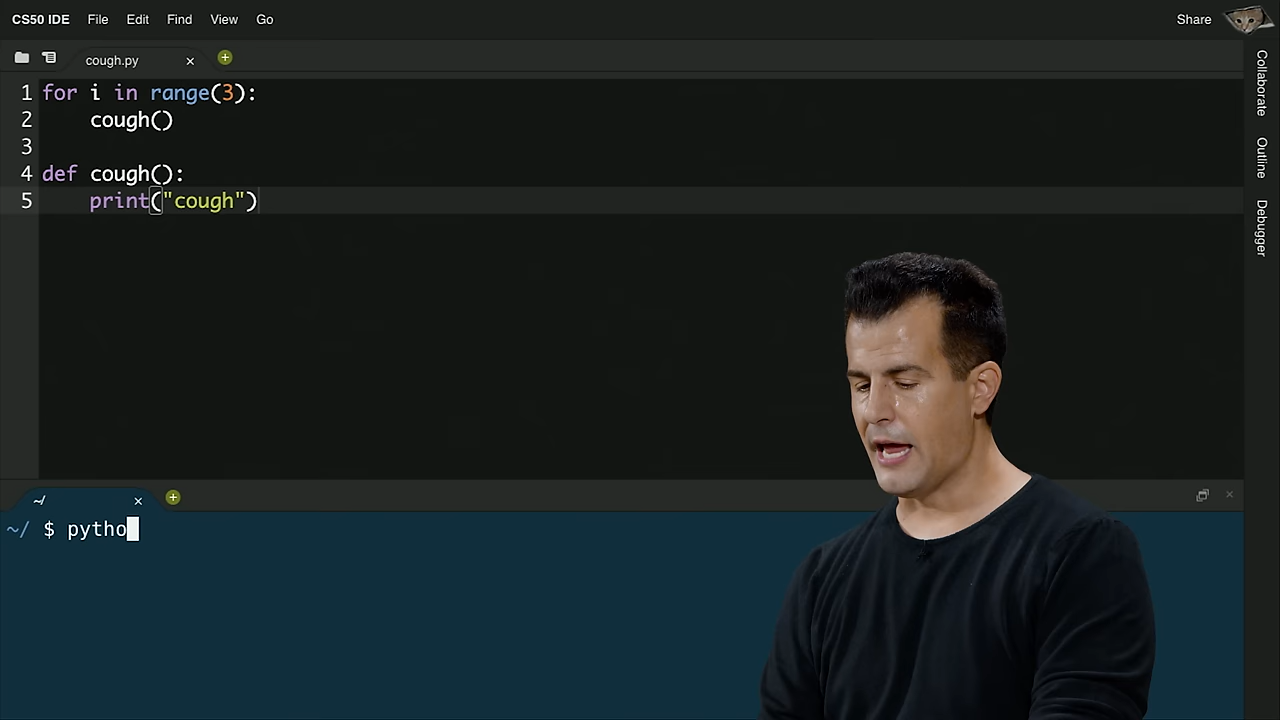 CS50 IDE File Edit Find View Go Share
cough.py
1 for i in range(3):
2     cough()
3
4 def cough():
5     print("cough")
~/
~/ $ pytho
Collaborate
Outline
Debugger